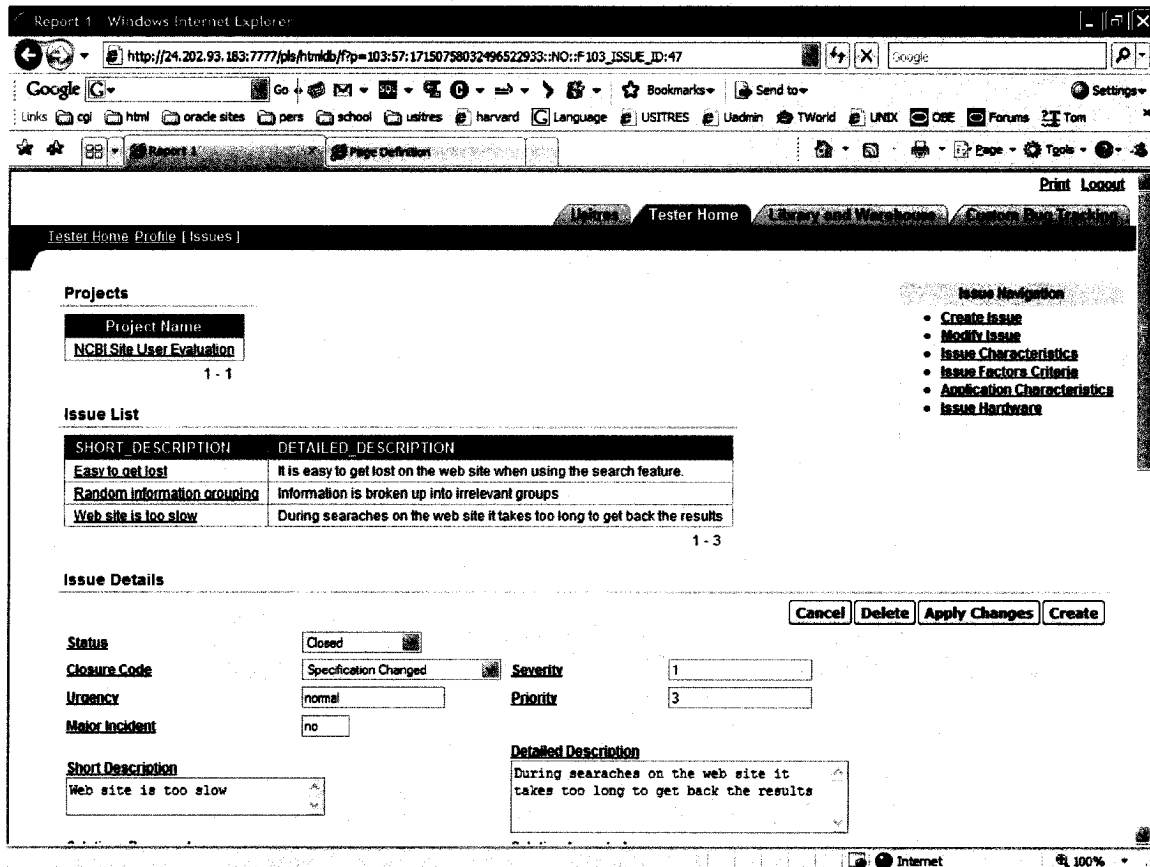 Report 1 - Windows Internet Explorer
http://24.202.93.183:7777/pls/htmldb/f?p=103:57:17150758032496522933::NO::F103_ISSUE_ID:47
Google
Google G Go SQL Bookmarks Send to Settings
Links cgi html oracle sites pers school usitres harvard Language USITRES Uadmin TWorld UNIX OBE Forums Tom
Report 1 Page Definition Page Tools
Print Logout
Usitres Tester Home Library and Warehouse Custom Bug Tracking
Tester Home Profile [ Issues ]
Projects
Project Name
NCBI Site User Evaluation
1 - 1
Issue Navigation
Create Issue
Modify Issue
Issue Characteristics
Issue Factors Criteria
Application Characteristics
Issue Hardware
Issue List
SHORT_DESCRIPTION DETAILED_DESCRIPTION
Easy to get lost It is easy to get lost on the web site when using the search feature.
Random information grouping Information is broken up into irrelevant groups
Web site is too slow During searaches on the web site it takes too long to get back the results
1 - 3
Issue Details
Cancel Delete Apply Changes Create
Status Closed
Closure Code Specification Changed Severity 1
Urgency normal Priority 3
Major Incident no
Short Description
Web site is too slow
Detailed Description
During searaches on the web site it
takes too long to get back the results
Internet 100%